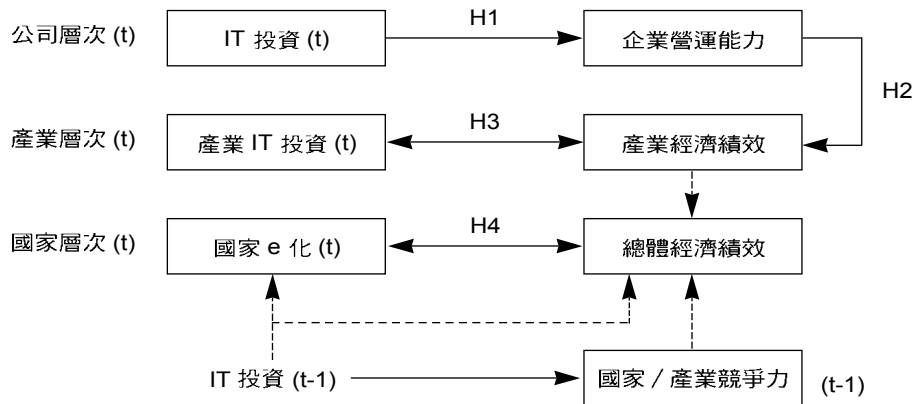 H1
公司層次 (t)
IT 投資 (t)
企業營運能力
H2
H3
產業層次 (t)
產業 IT 投資 (t)
產業經濟績效
H4
國家層次 (t)
國家 e 化 (t)
總體經濟績效
IT 投資 (t-1)
國家／產業競爭力
(t-1)